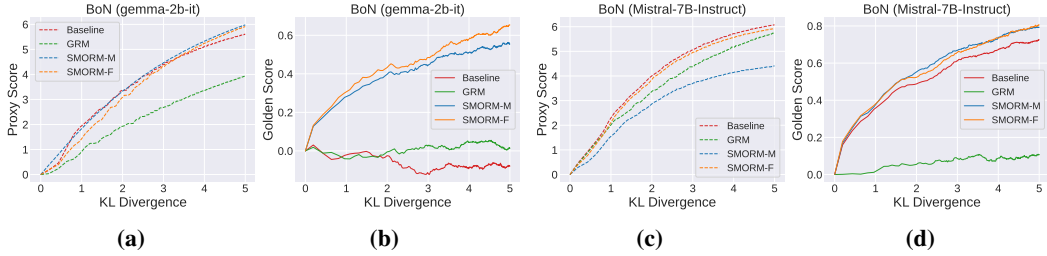 BoN (gemma-2b-it)
Proxy Score
6
5
4
3
2
1
0
Baseline
GRM
SMORM-M
SMORM-F
0 1 2 3 4 5
KL Divergence
(a)
BoN (gemma-2b-it)
Golden Score
0.6
0.4
0.2
0.0
Baseline
GRM
SMORM-M
SMORM-F
0 1 2 3 4 5
KL Divergence
(b)
BoN (Mistral-7B-Instruct)
Proxy Score
6
5
4
3
2
1
0
Baseline
GRM
SMORM-M
SMORM-F
0 1 2 3 4 5
KL Divergence
(c)
BoN (Mistral-7B-Instruct)
Golden Score
0.8
0.6
0.4
0.2
0.0
Baseline
GRM
SMORM-M
SMORM-F
0 1 2 3 4 5
KL Divergence
(d)